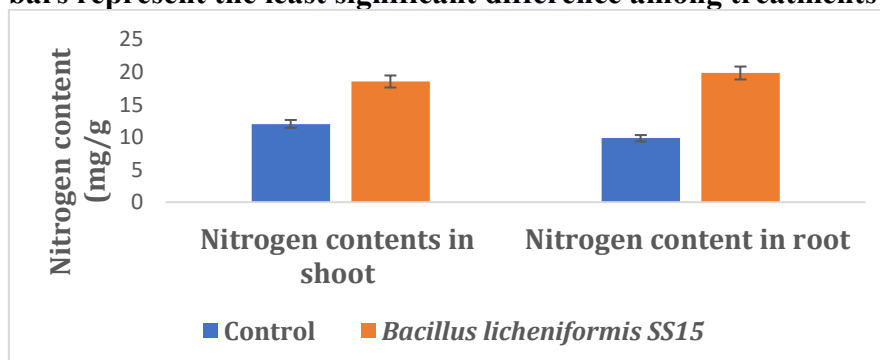 bars represent the least significant difference among treatments
25
20
15
10
5
0
Nitrogen content
(mg/g
Nitrogen contents in
shoot
Nitrogen content in root
Control
Bacillus licheniformis SS15